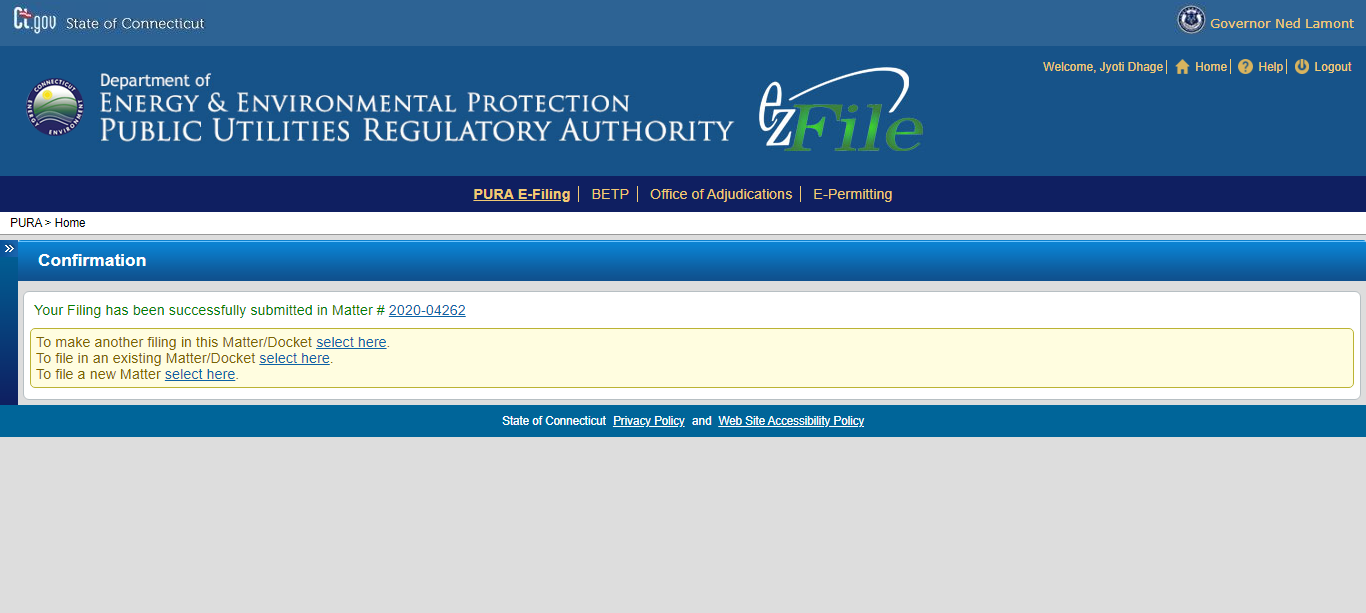 Ct.gov State of Connecticut
Governor Ned Lamont
Welcome, Jyoti Dhage | Home | Help | Logout
CONNECTICUT
ENERGY ENVIRONMENT
Department of
ENERGY & ENVIRONMENTAL PROTECTION
PUBLIC UTILITIES REGULATORY AUTHORITY
ezFile
PURA E-Filing | BETP | Office of Adjudications | E-Permitting
PURA > Home
»
Confirmation
Your Filing has been successfully submitted in Matter # 2020-04262
To make another filing in this Matter/Docket select here.
To file in an existing Matter/Docket select here.
To file a new Matter select here.
State of Connecticut Privacy Policy and Web Site Accessibility Policy